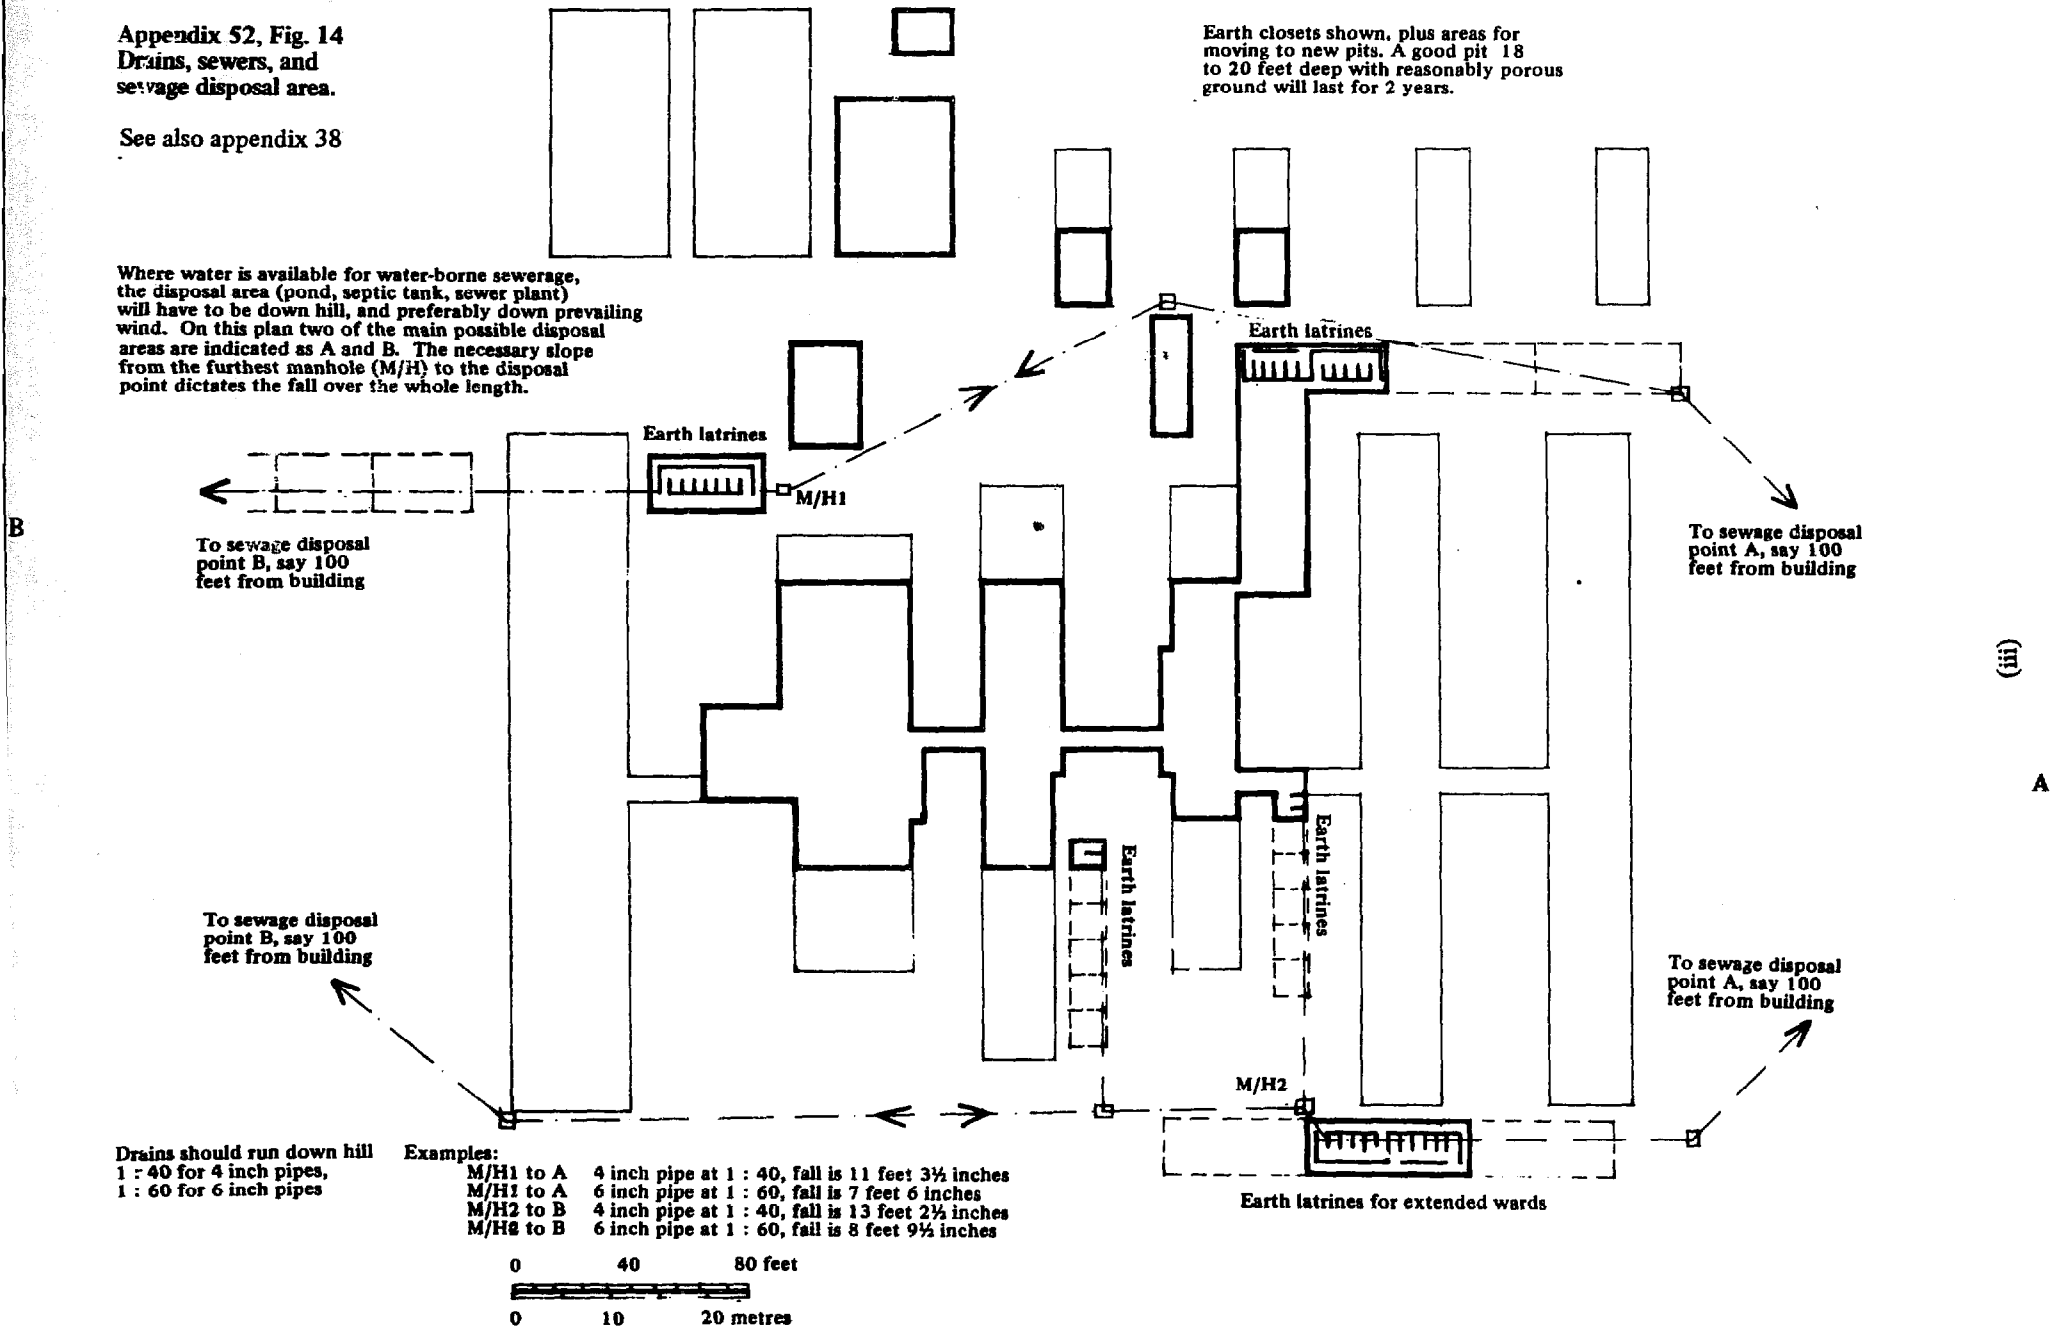 Appendix 52, Fig. 14
Drains, sewers, and
sewage disposal area.
See also appendix 38
Earth closets shown, plus areas for
moving to new pits. A good pit 18
to 20 feet deep with reasonably porous
ground will last for 2 years.
Where water is available for water-borne sewerage,
the disposal area (pond, septic tank, sewer plant)
will have to be down hill, and preferably down prevailing
wind. On this plan two of the main possible disposal
areas are indicated as A and B. The necessary slope
from the furthest manhole (M/H) to the disposal
point dictates the fall over the whole length.
Earth latrines
Earth latrines
M/H1
B
To sewage disposal
point B, say 100
feet from building
To sewage disposal
point A, say 100
feet from building
(iii)
A
Earth latrines
Earth latrines
To sewage disposal
point B, say 100
feet from building
To sewage disposal
point A, say 100
feet from building
M/H2
Earth latrines for extended wards
Drains should run down hill
1 : 40 for 4 inch pipes,
1 : 60 for 6 inch pipes
Examples:
M/H1 to A 4 inch pipe at 1 : 40, fall is 11 feet 3½ inches
M/H1 to A 6 inch pipe at 1 : 60, fall is 7 feet 6 inches
M/H2 to B 4 inch pipe at 1 : 40, fall is 13 feet 2½ inches
M/H2 to B 6 inch pipe at 1 : 60, fall is 8 feet 9½ inches
0 40 80 feet
0 10 20 metres